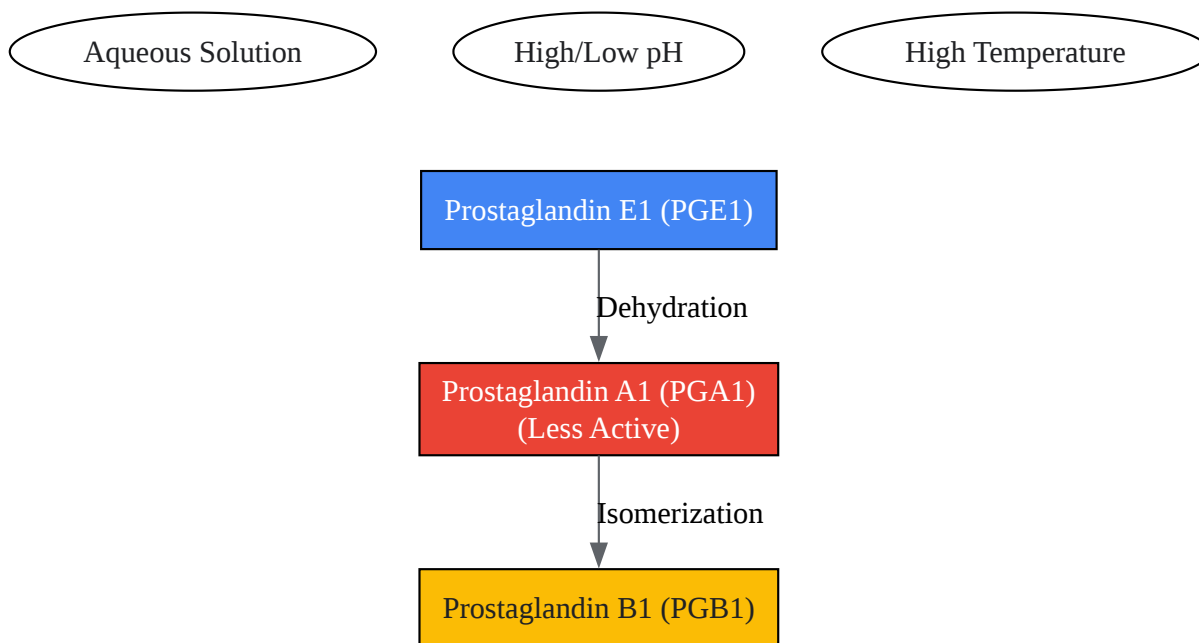 Aqueous Solution
High/Low pH
High Temperature
Prostaglandin E1 (PGE1)
Dehydration
Prostaglandin A1 (PGA1)
(Less Active)
Isomerization
Prostaglandin B1 (PGB1)